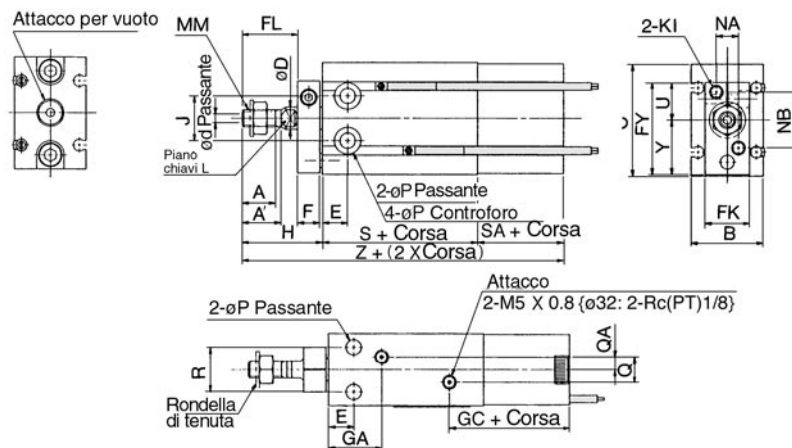 Attacco per vuoto
MM
FL
øD
J
ød Passante
Piano
chiavi L
A
A'
H
F
E
2-øP Passante
4-øP Controforo
S + Corsa
SA + Corsa
Z + (2 X Corsa)
2-KI
NA
FY
U
Y
NB
FK
B
2-øP Passante
Attacco
2-M5 X 0.8 {ø32: 2-Rc(PT)1/8}
R
Rondella
di tenuta
E
GA
GC + Corsa
QA
Q